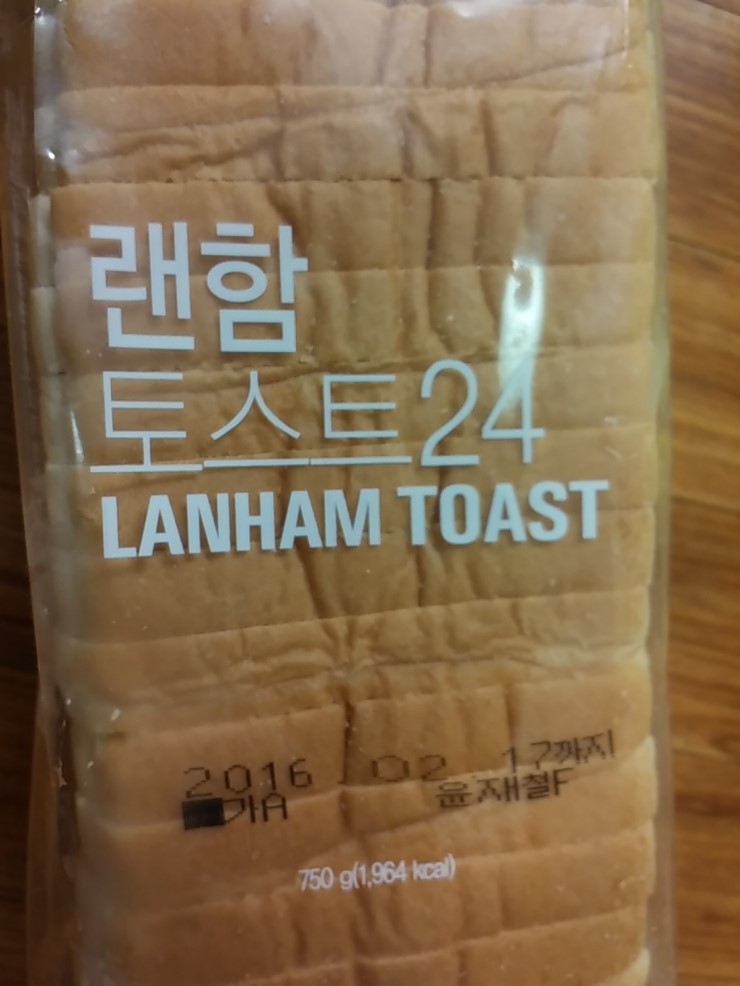 랜함
토스트24
LANHAM TOAST
2016 . 02 . 17까지
가A 윤재철F
750 g(1,964 kcal)